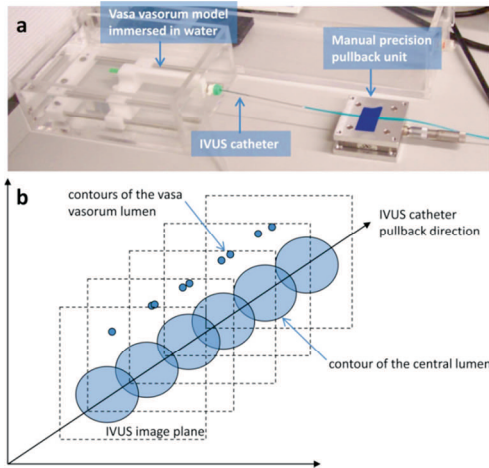 a
Vasa vasorum model
immersed in water
Manual precision
pullback unit
IVUS catheter
b
contours of the vasa
vasorum lumen
IVUS catheter
pullback direction
contour of the central lumen
IVUS image plane